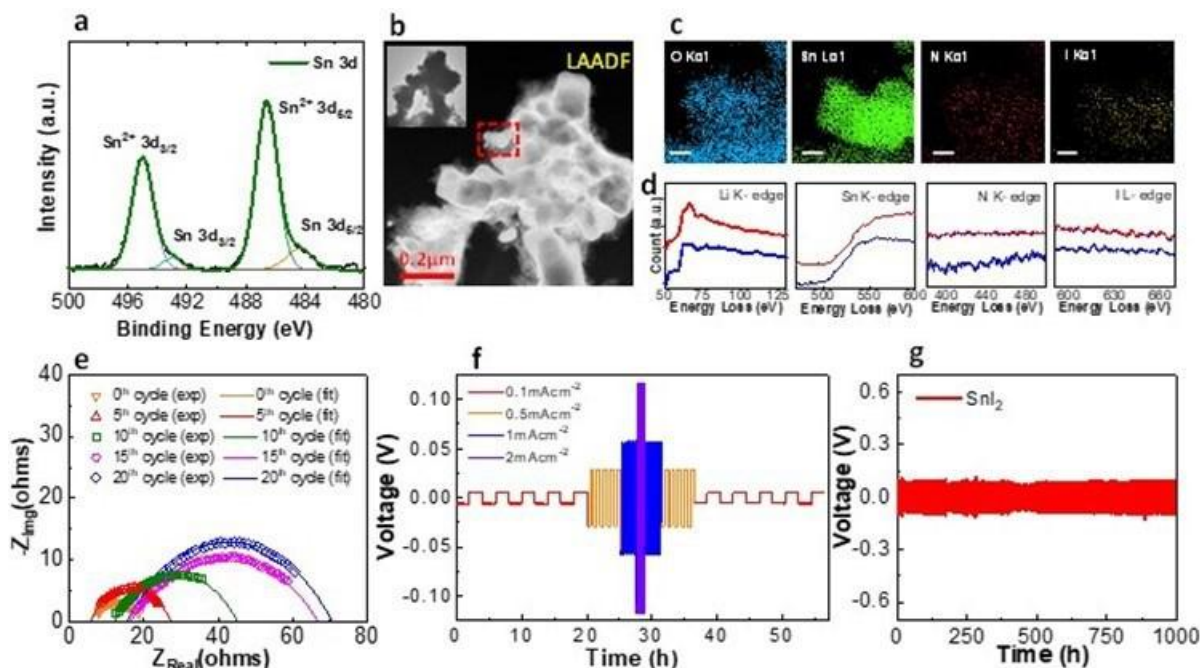 a
Sn 3d
Sn²⁺ 3d₅/₂
Sn²⁺ 3d₃/₂
Sn 3d₃/₂
Sn 3d₅/₂
Intensity (a.u.)
500 495 492 488 484 480
Binding Energy (eV)
b
LAADF
0.2µm
c
O Ka1
Sn La1
N Ka1
I Ka1
d
Li K- edge
Sn K- edge
N K- edge
I L- edge
Count (a.u.)
50 75 100 125
500 550 600
400 440 480
600 630 660
Energy Loss (eV)
Energy Loss (eV)
Energy Loss (eV)
Energy Loss (eV)
e
40
30
20
10
0
-Z_Img(ohms)
0th cycle (exp) 0th cycle (fit)
5th cycle (exp) 5th cycle (fit)
10th cycle (exp) 10th cycle (fit)
15th cycle (exp) 15th cycle (fit)
20th cycle (exp) 20th cycle (fit)
0 20 40 60 80
Z_Real(ohms)
f
0.10
0.05
0.00
-0.05
-0.10
Voltage (V)
0.1mAcm⁻²
0.5mAcm⁻²
1mAcm⁻²
2mAcm⁻²
0 10 20 30 40 50
Time (h)
g
0.6
0.3
0.0
-0.3
-0.6
Voltage (V)
SnI₂
0 250 500 750 1000
Time (h)